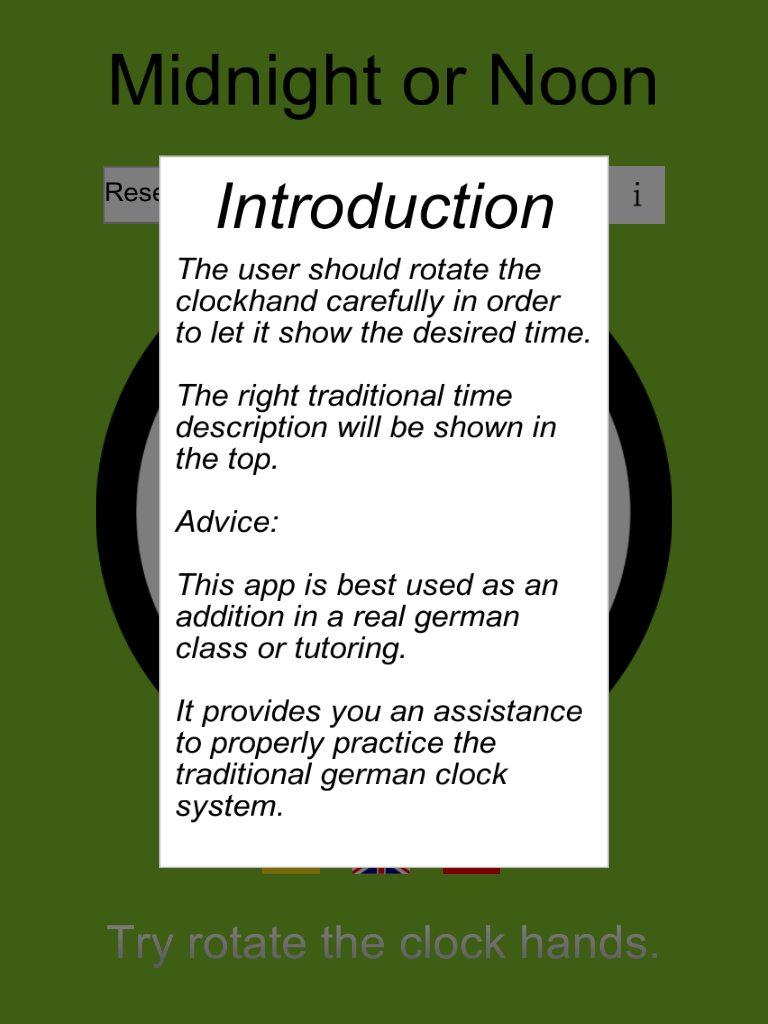 Midnight or Noon
Rese
i
Introduction
The user should rotate the
clockhand carefully in order
to let it show the desired time.
The right traditional time
description will be shown in
the top.
Advice:
This app is best used as an
addition in a real german
class or tutoring.
It provides you an assistance
to properly practice the
traditional german clock
system.
Try rotate the clock hands.